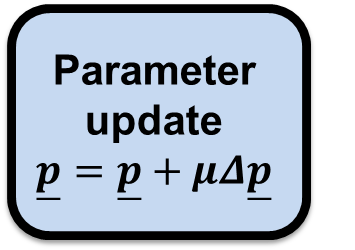 Parameter
update
p = p + μΔp